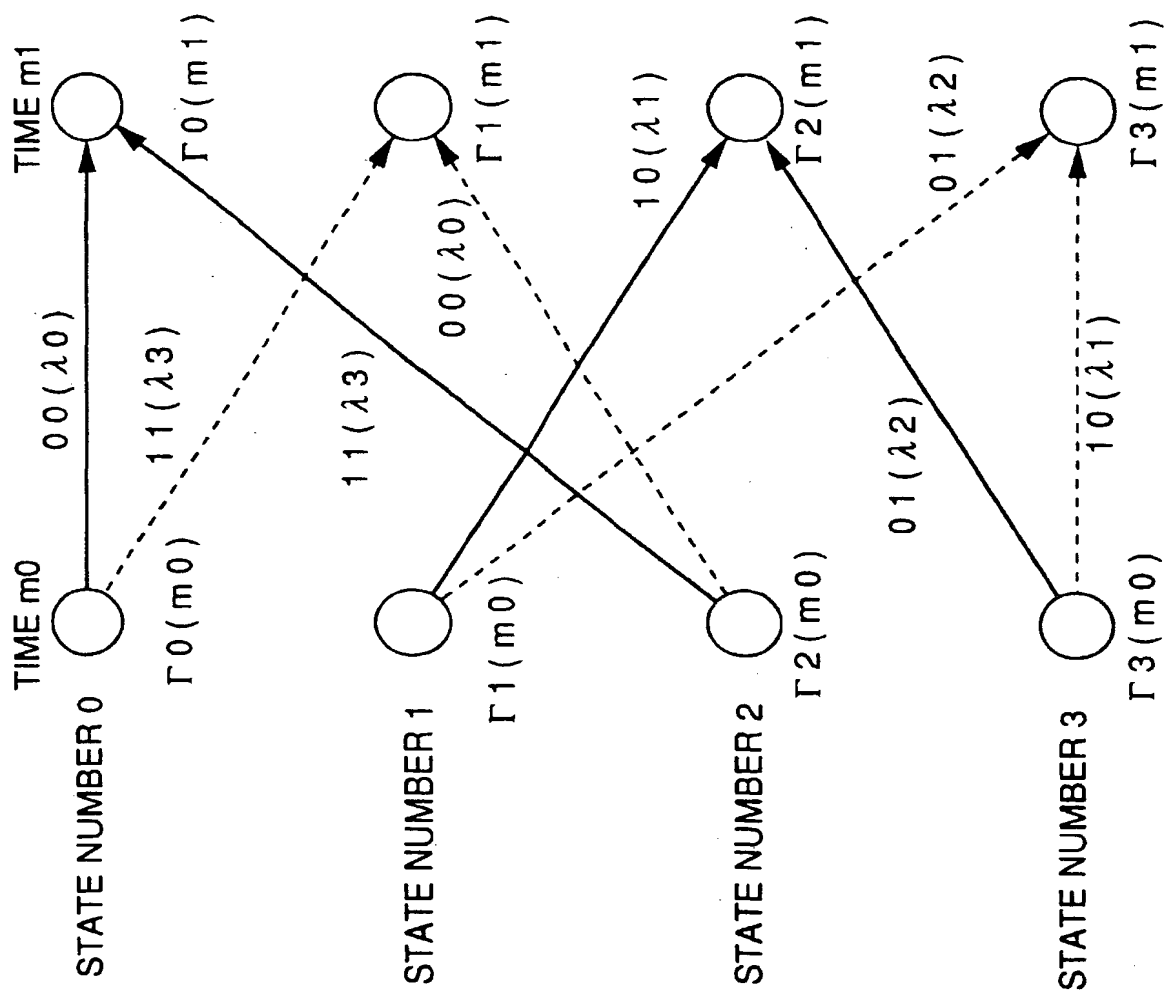 TIME m0
TIME m1
STATE NUMBER 0
00(λ0)
Γ0(m0)
11(λ3)
Γ0(m1)
STATE NUMBER 1
11(λ3)
00(λ0)
Γ1(m0)
Γ1(m1)
10(λ1)
STATE NUMBER 2
Γ2(m0)
Γ2(m1)
01(λ2)
01(λ2)
STATE NUMBER 3
10(λ1)
Γ3(m0)
Γ3(m1)